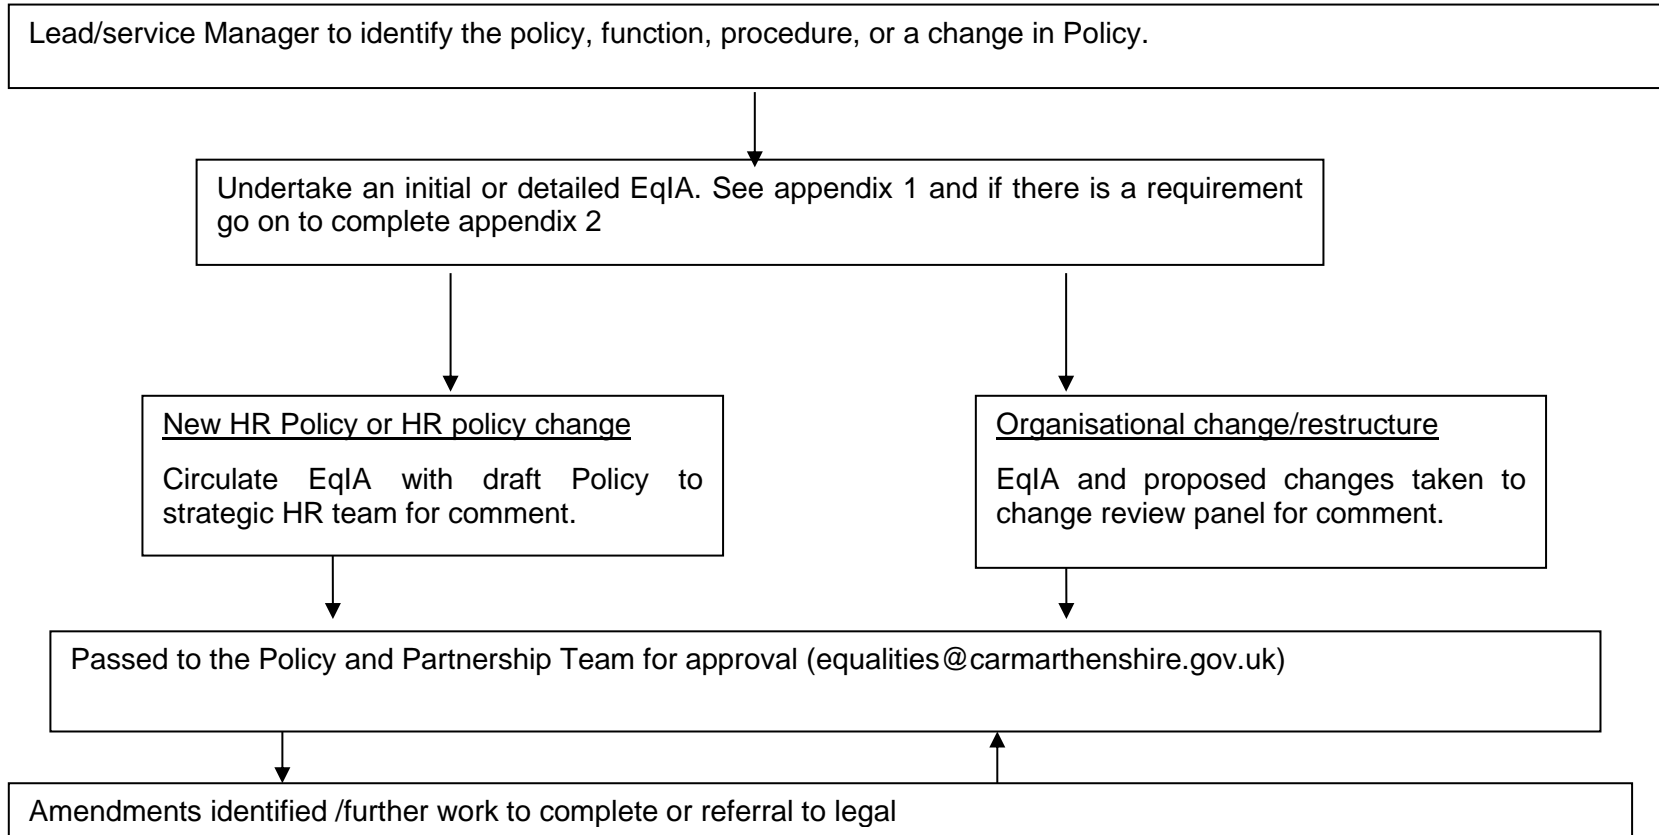 Lead/service Manager to identify the policy, function, procedure, or a change in Policy.
Undertake an initial or detailed EqIA. See appendix 1 and if there is a requirement
go on to complete appendix 2
New HR Policy or HR policy change
Circulate EqIA with draft Policy to
strategic HR team for comment.
Organisational change/restructure
EqIA and proposed changes taken to
change review panel for comment.
Passed to the Policy and Partnership Team for approval (equalities@carmarthenshire.gov.uk)
Amendments identified /further work to complete or referral to legal